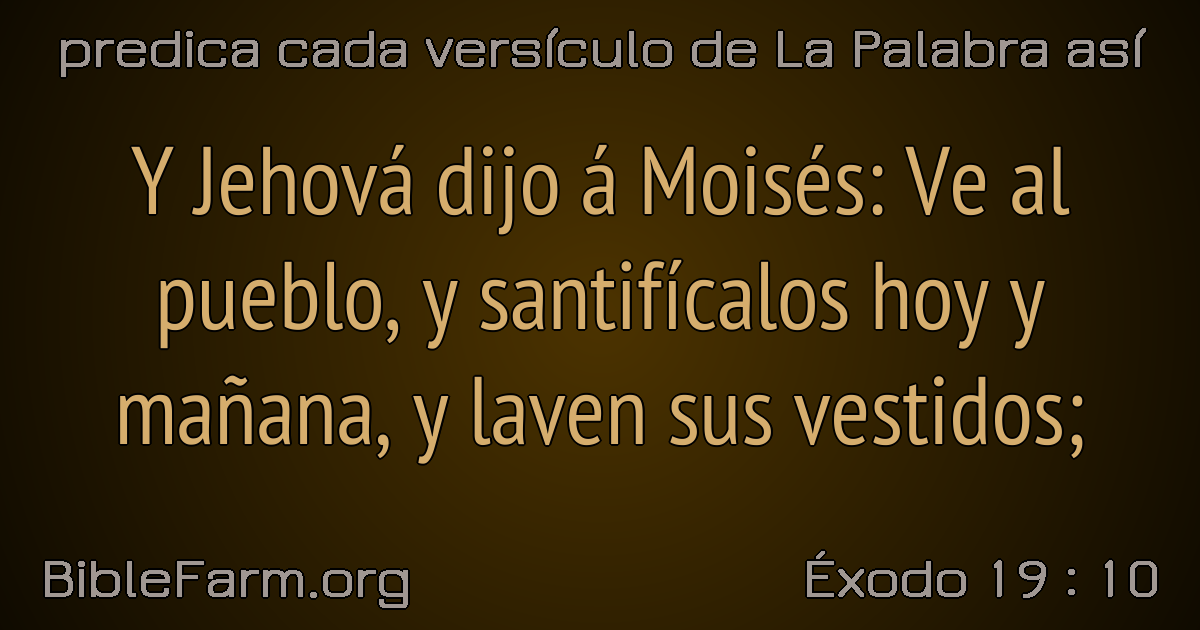 predica cada versículo de La Palabra así
Y Jehová dijo á Moisés: Ve al
pueblo, y santifícalos hoy y
mañana, y laven sus vestidos;
BibleFarm.org
Éxodo 19 : 10